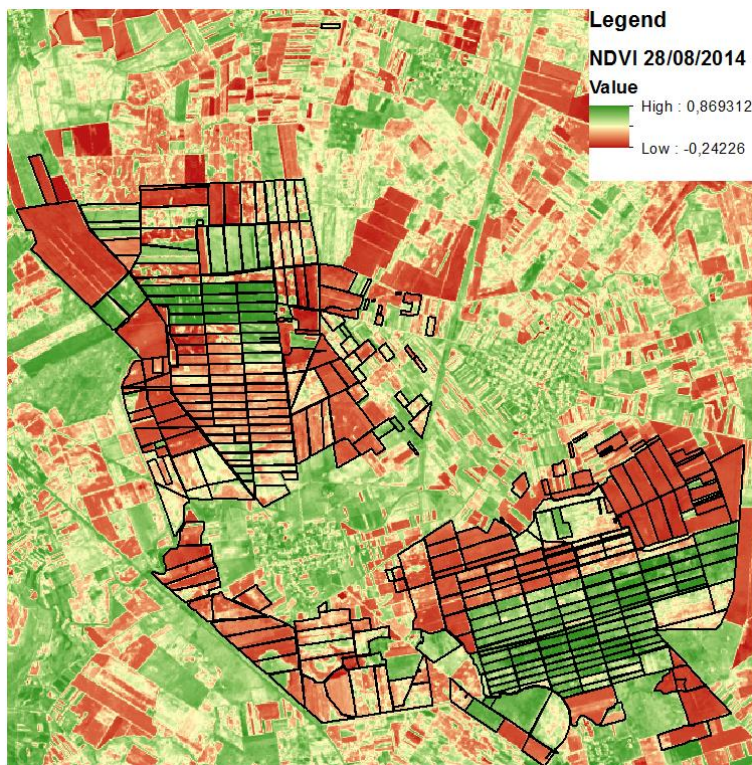 Legend
NDVI 28/08/2014
Value
High : 0,869312
Low : -0,24226